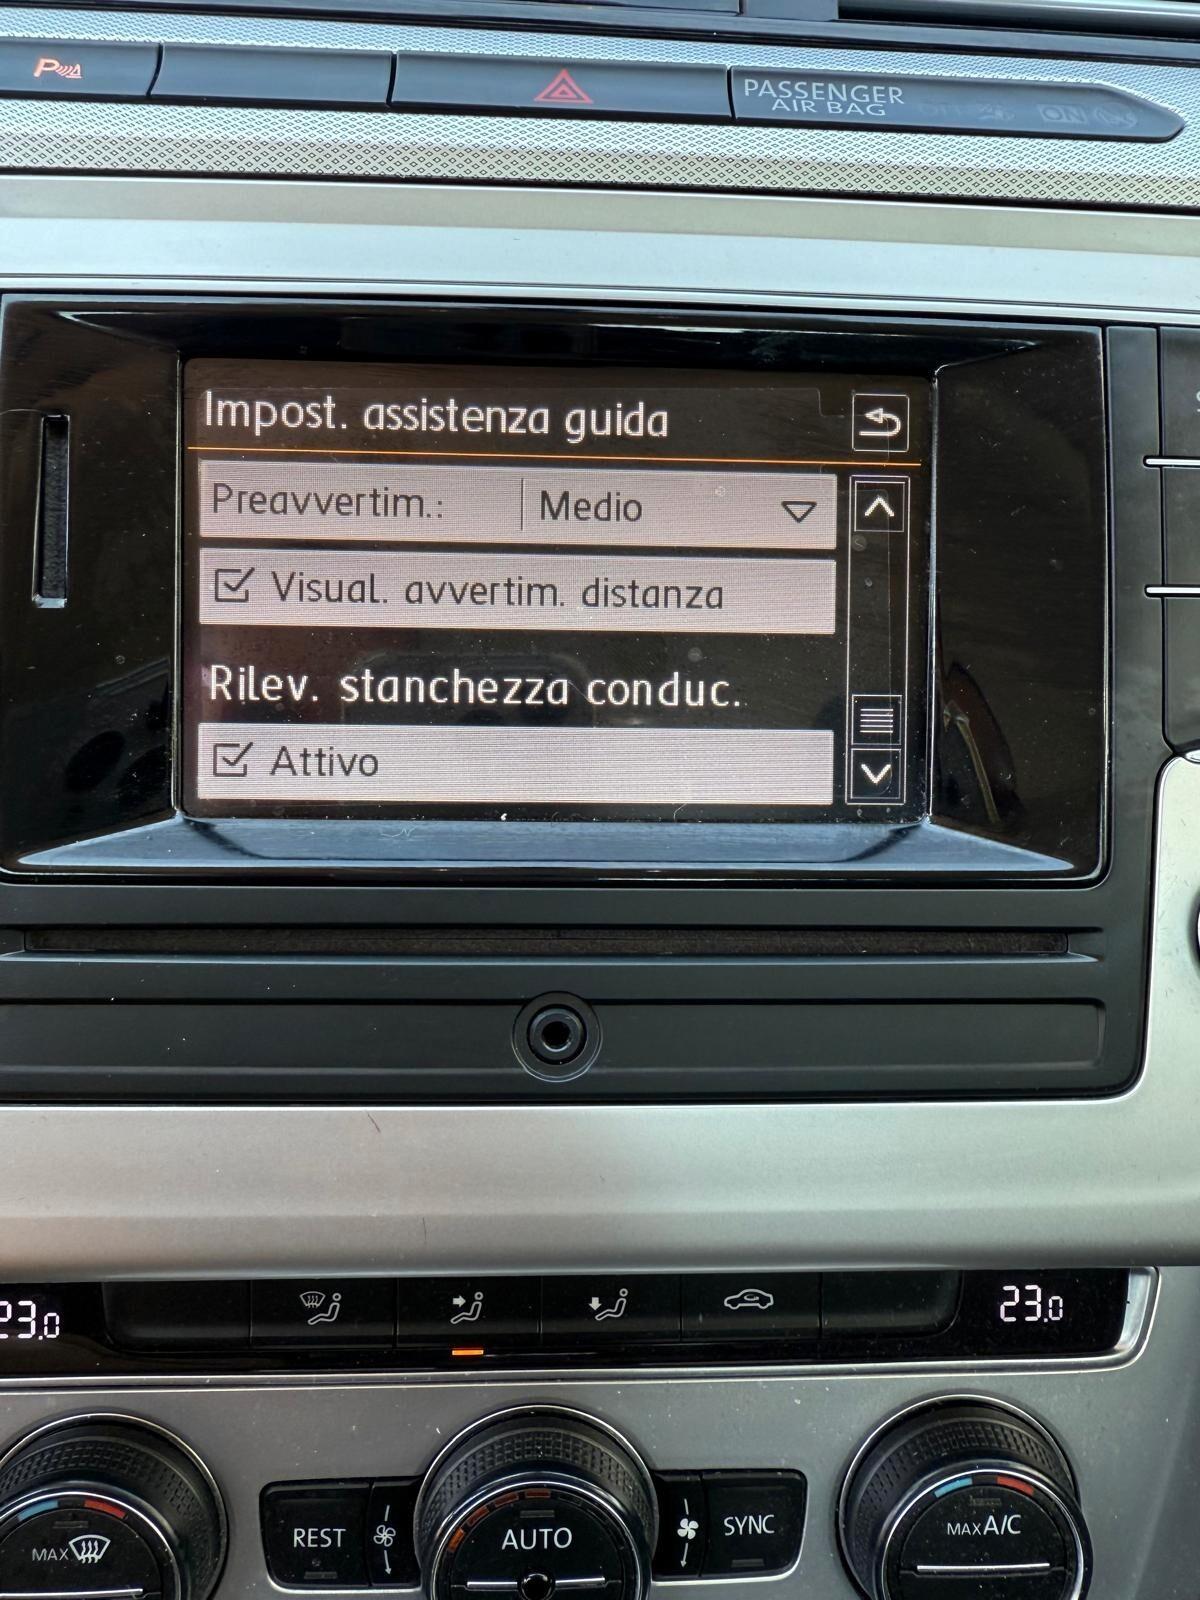 P
PASSENGER
AIR BAG
ON
Impost. assistenza guida
Preavvertim.: Medio
Visual. avvertim. distanza
Rilev. stanchezza conduc.
Attivo
23.0
23.0
MAX
REST
AUTO
SYNC
MAX A/C